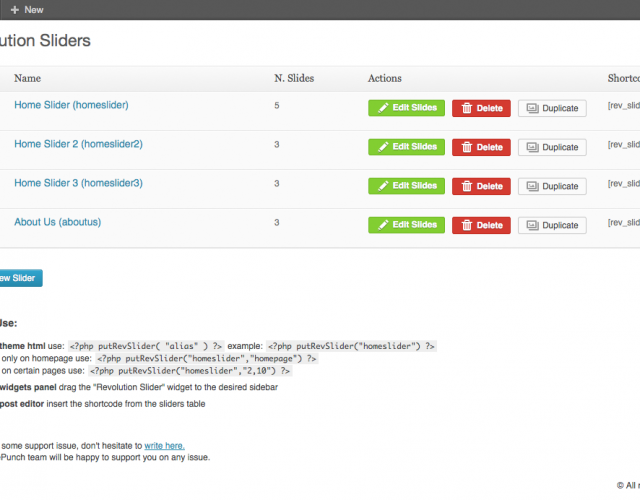 + New
ution Sliders
Name N. Slides Actions Shortco
Home Slider (homeslider) 5 Edit Slides Delete Duplicate [rev_slid
Home Slider 2 (homeslider2) 3 Edit Slides Delete Duplicate [rev_slid
Home Slider 3 (homeslider3) 3 Edit Slides Delete Duplicate [rev_slid
About Us (aboutus) 3 Edit Slides Delete Duplicate [rev_slid
ew Slider
Use:
theme html use: <?php putRevSlider( "alias" ) ?> example: <?php putRevSlider("homeslider") ?>
only on homepage use: <?php putRevSlider("homeslider","homepage") ?>
on certain pages use: <?php putRevSlider("homeslider","2,10") ?>
widgets panel drag the "Revolution Slider" widget to the desired sidebar
post editor insert the shortcode from the sliders table
some support issue, don't hesitate to write here.
ePunch team will be happy to support you on any issue.
© All r